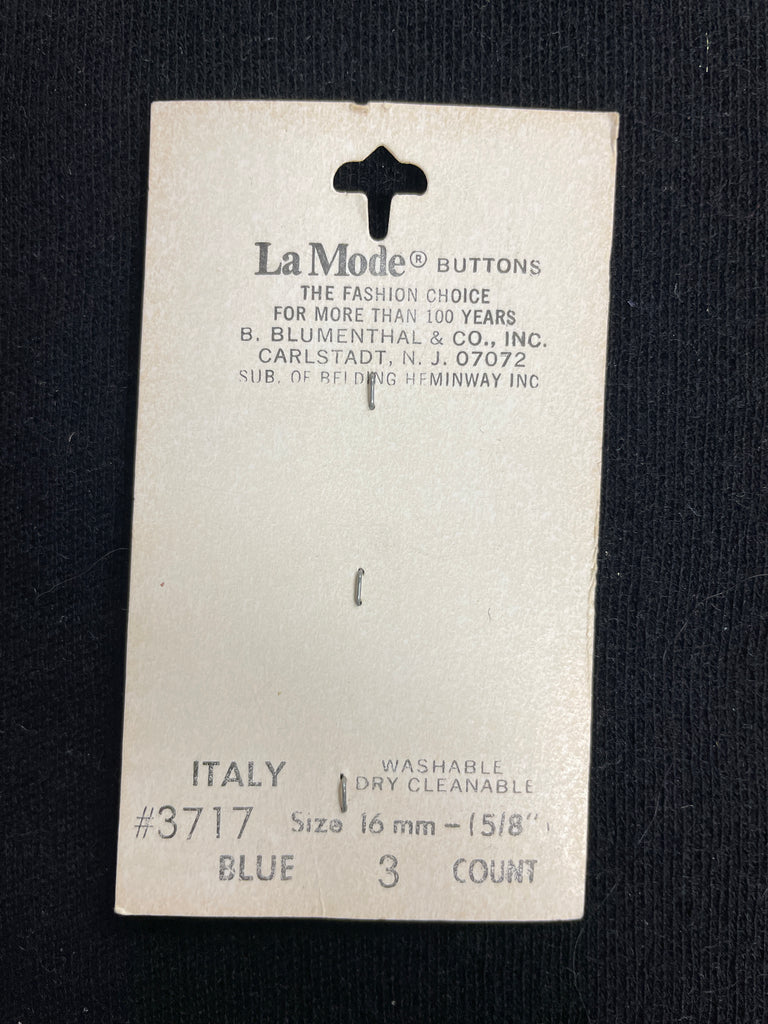 La Mode® BUTTONS
THE FASHION CHOICE
FOR MORE THAN 100 YEARS
B. BLUMENTHAL & CO., INC.
CARLSTADT, N. J. 07072
SUB. OF BELDING HEMINWAY INC
ITALY
WASHABLE
DRY CLEANABLE
#3717 Size 16 mm – (5/8")
BLUE 3 COUNT